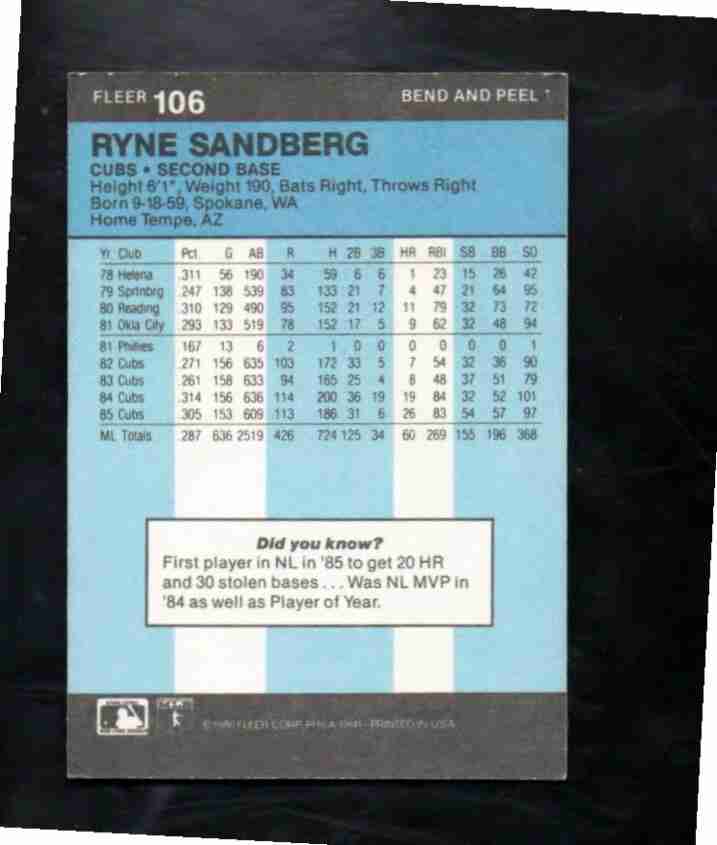 FLEER 106 BEND AND PEEL ↑
RYNE SANDBERG
CUBS • SECOND BASE
Height 6'1", Weight 190, Bats Right, Throws Right
Born 9-18-59, Spokane, WA
Home Tempe, AZ
Yr. Club Pct. G AB R H 2B 3B HR RBI SB BB SO
78 Helena .311 56 190 34 59 6 6 1 23 15 26 42
79 Sprtnbrg .247 138 539 83 133 21 7 4 47 21 64 95
80 Reading .310 129 490 95 152 21 12 11 79 32 73 72
81 Okla City .293 133 519 78 152 17 5 9 62 32 48 94
81 Phillies .167 13 6 2 1 0 0 0 0 0 0 1
82 Cubs .271 156 635 103 172 33 5 7 54 32 36 90
83 Cubs .261 158 633 94 165 25 4 8 48 37 51 79
84 Cubs .314 156 636 114 200 36 19 19 84 32 52 101
85 Cubs .305 153 609 113 186 31 6 26 83 54 57 97
ML Totals .287 636 2519 426 724 125 34 60 269 155 196 368
Did you know?
First player in NL in '85 to get 20 HR
and 30 stolen bases . . . Was NL MVP in
'84 as well as Player of Year.
FLEER CORP. PHILA. PRINTED IN USA